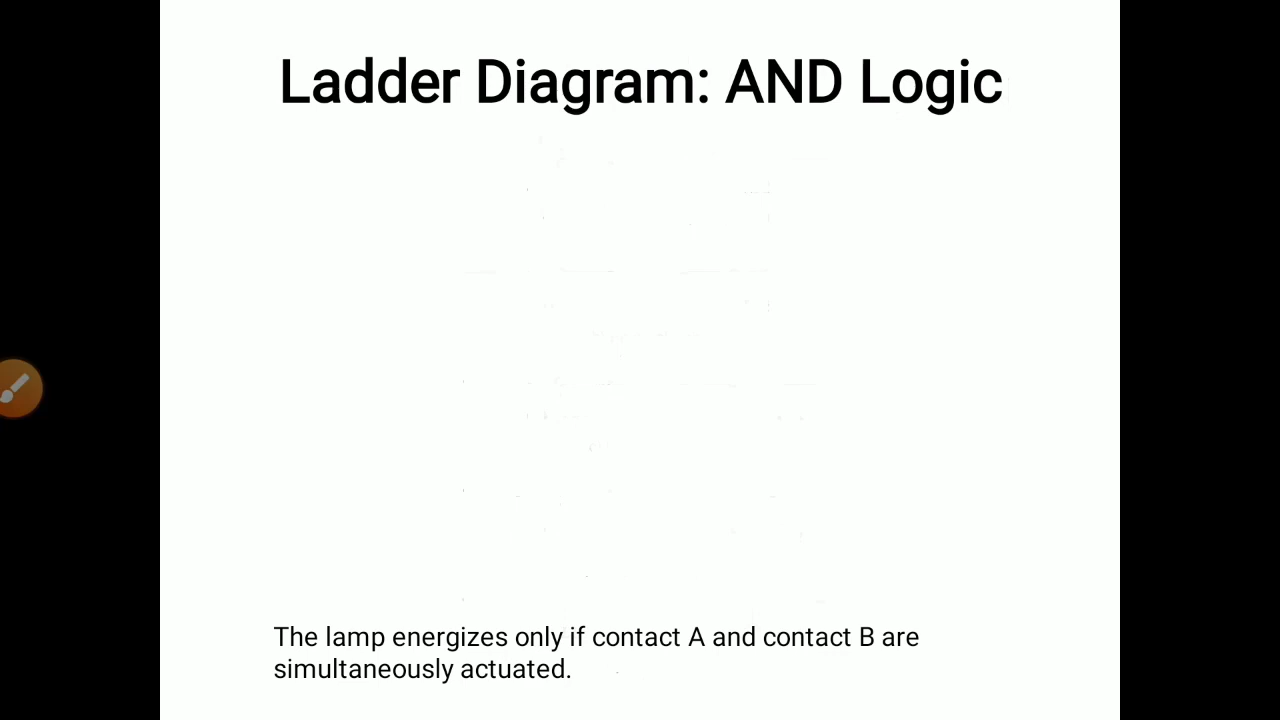 Ladder Diagram: AND Logic
The lamp energizes only if contact A and contact B are
simultaneously actuated.